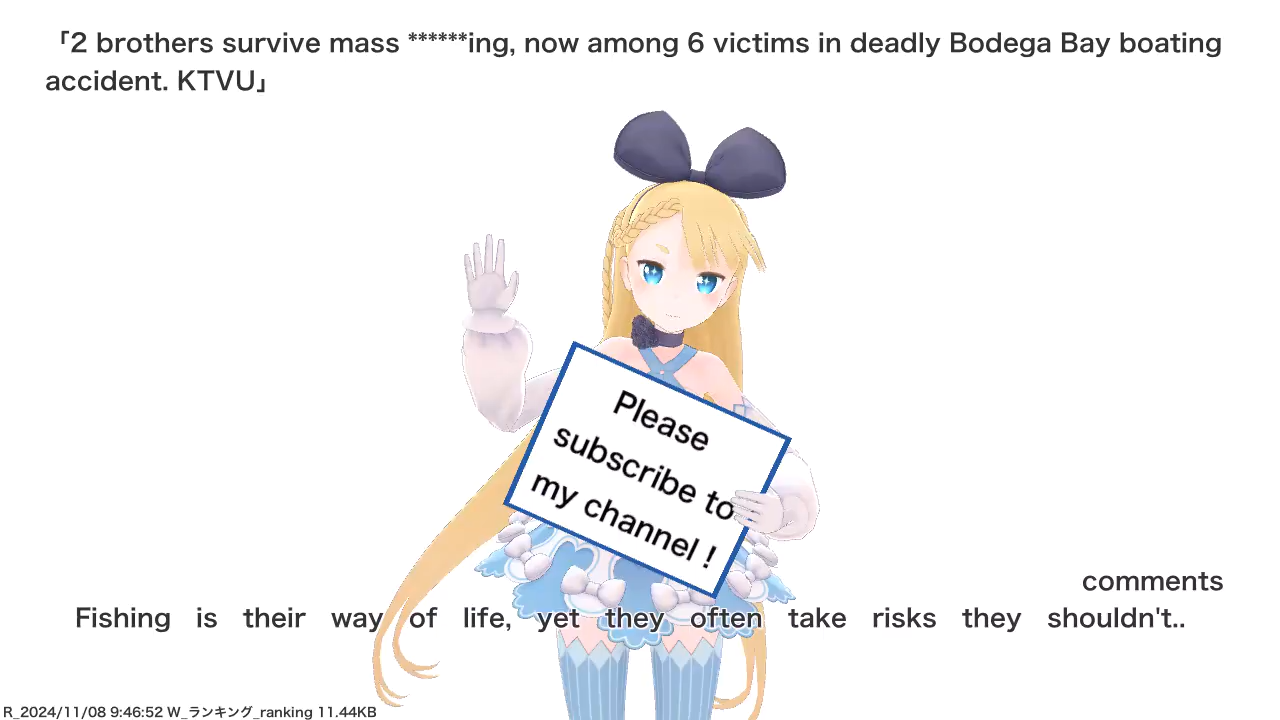 「2 brothers survive mass ******ing, now among 6 victims in deadly Bodega Bay boating
accident. KTVU」
Please
subscribe to
my channel !
comments
Fishing is their way of life, yet they often take risks they shouldn't..
R_2024/11/08 9:46:52 W_ランキング_ranking 11.44KB